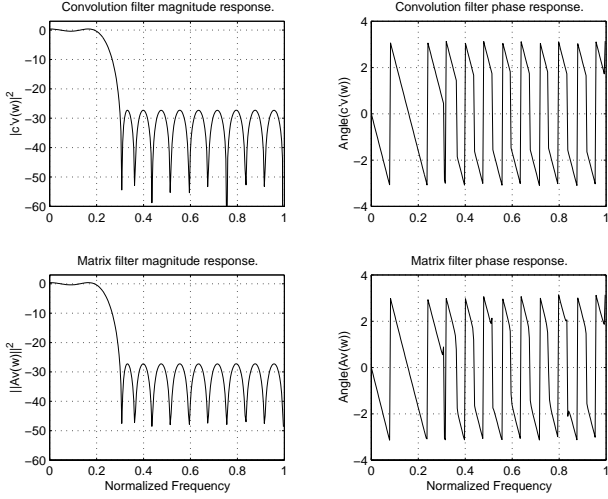 Convolution filter magnitude response.
0
−10
−20
−30
−40
−50
−60
|c'v(w)|²
0 0.2 0.4 0.6 0.8 1
Convolution filter phase response.
4
2
0
−2
−4
Angle(c'v(w))
0 0.2 0.4 0.6 0.8 1
Matrix filter magnitude response.
0
−10
−20
−30
−40
−50
−60
||Av(w)||²
0 0.2 0.4 0.6 0.8 1
Normalized Frequency
Matrix filter phase response.
4
2
0
−2
−4
Angle(Av(w))
0 0.2 0.4 0.6 0.8 1
Normalized Frequency